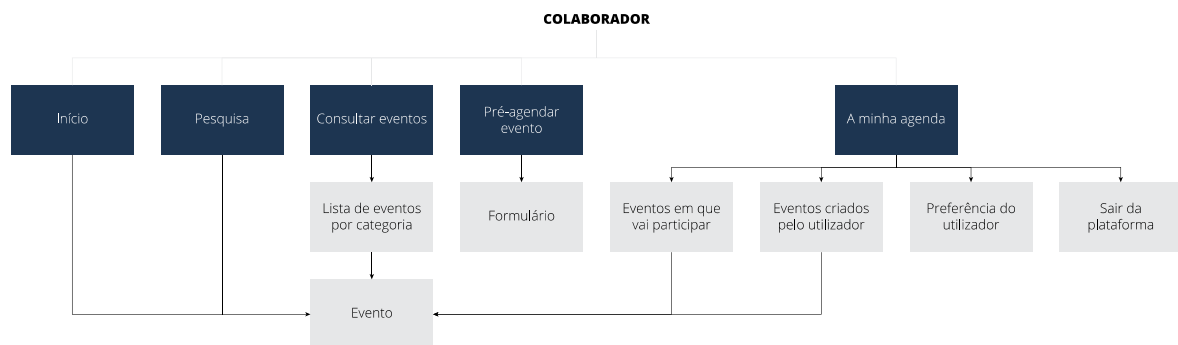 COLABORADOR
Início
Pesquisa
Consultar eventos
Pré-agendar
evento
A minha agenda
Lista de eventos
por categoria
Formulário
Eventos em que
vai participar
Eventos criados
pelo utilizador
Preferência do
utilizador
Sair da
plataforma
Evento